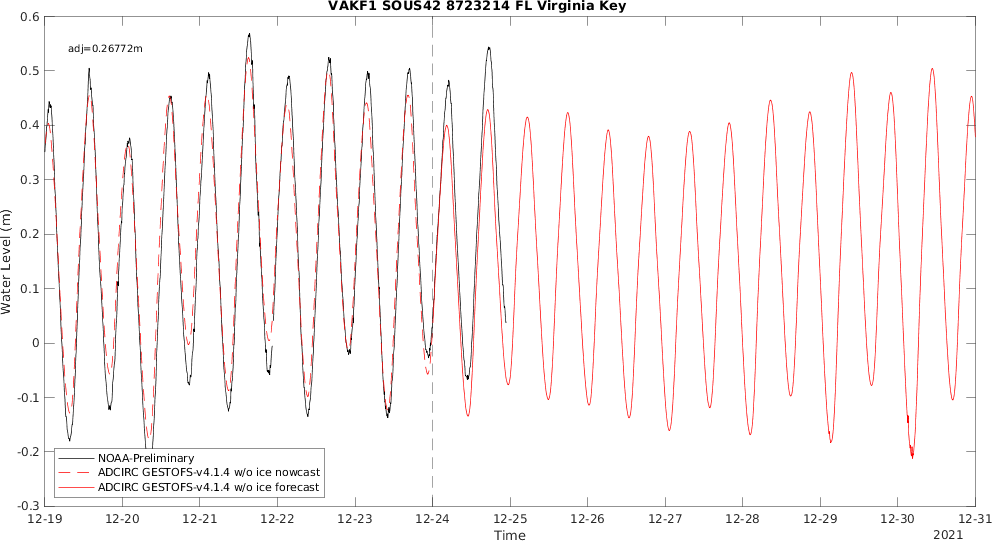 VAKF1 SOUS42 8723214 FL Virginia Key
adj=0.26772m
Water Level (m)
0.6
0.5
0.4
0.3
0.2
0.1
0
-0.1
-0.2
-0.3
NOAA-Preliminary
ADCIRC GESTOFS-v4.1.4 w/o ice nowcast
ADCIRC GESTOFS-v4.1.4 w/o ice forecast
12-19 12-20 12-21 12-22 12-23 12-24 12-25 12-26 12-27 12-28 12-29 12-30 12-31
Time
2021